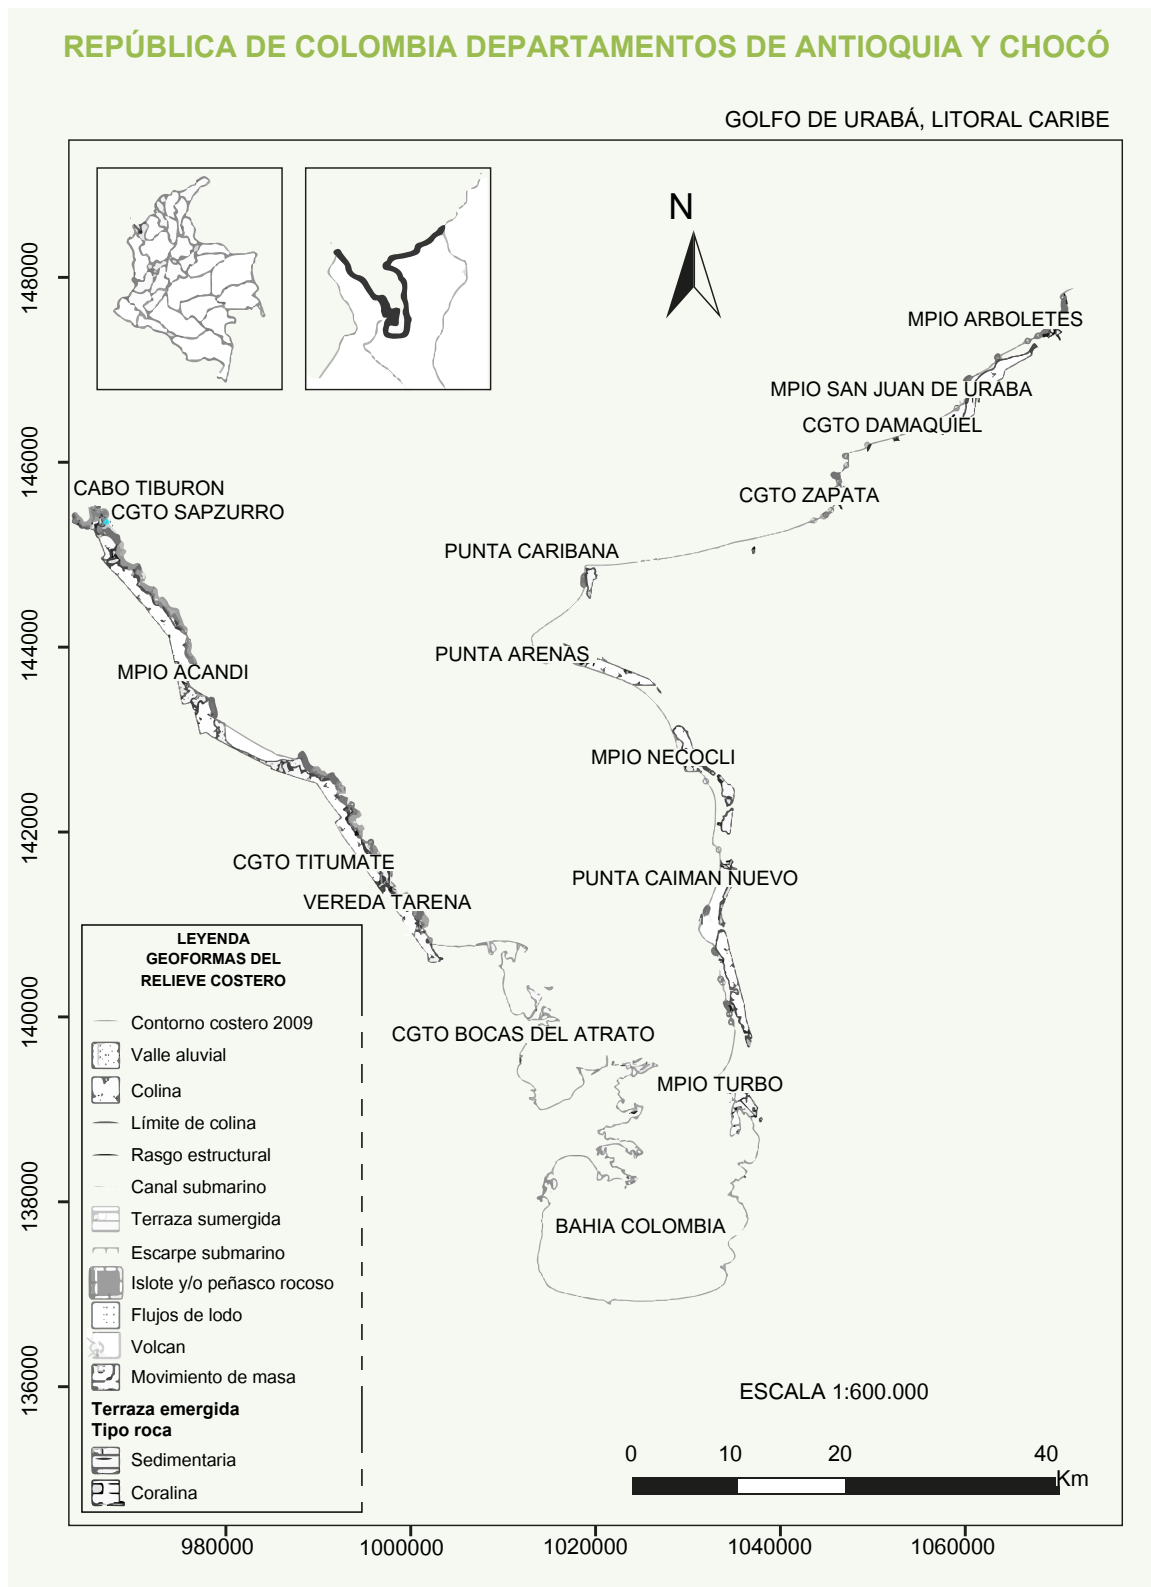 REPÚBLICA DE COLOMBIA DEPARTAMENTOS DE ANTIOQUIA Y CHOCÓ
GOLFO DE URABÁ, LITORAL CARIBE
N
148000
146000
144000
142000
140000
138000
136000
MPIO ARBOLETES
MPIO SAN JUAN DE URABA
CGTO DAMAQUIEL
CABO TIBURON
CGTO SAPZURRO
CGTO ZAPATA
PUNTA CARIBANA
PUNTA ARENAS
MPIO ACANDI
MPIO NECOCLI
CGTO TITUMATE
PUNTA CAIMAN NUEVO
VEREDA TARENA
CGTO BOCAS DEL ATRATO
MPIO TURBO
BAHIA COLOMBIA
LEYENDA
GEOFORMAS DEL
RELIEVE COSTERO
Contorno costero 2009
Valle aluvial
Colina
Límite de colina
Rasgo estructural
Canal submarino
Terraza sumergida
Escarpe submarino
Islote y/o peñasco rocoso
Flujos de lodo
Volcan
Movimiento de masa
Terraza emergida
Tipo roca
Sedimentaria
Coralina
ESCALA 1:600.000
0 10 20 40
Km
980000 1000000 1020000 1040000 1060000